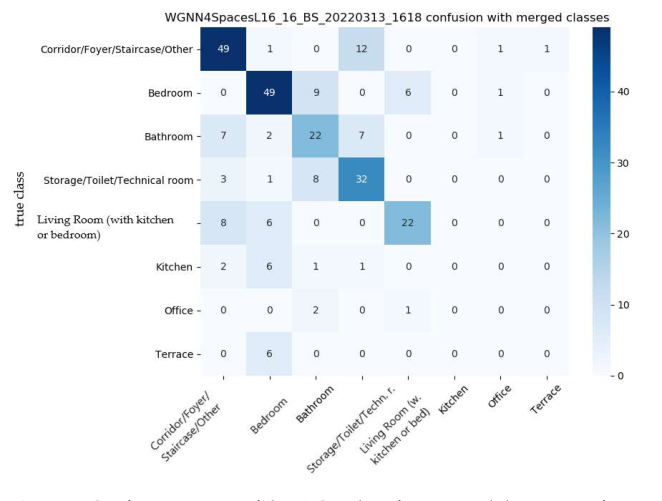 WGNN4SpacesL16_16_BS_20220313_1618 confusion with merged classes
true class
Corridor/Foyer/Staircase/Other 49 1 0 12 0 0 1 1
Bedroom 0 49 9 0 6 0 1 0
Bathroom 7 2 22 7 0 0 1 0
Storage/Toilet/Technical room 3 1 8 32 0 0 0 0
Living Room (with kitchen
or bedroom) 8 6 0 0 22 0 0 0
Kitchen 2 6 1 1 0 0 0 0
Office 0 0 2 0 1 0 0 0
Terrace 0 6 0 0 0 0 0 0
Corridor/Foyer/
Staircase/Other
Bedroom
Bathroom
Storage/Toilet/Techn. r.
Living Room (w.
kitchen or bed)
Kitchen
Office
Terrace
40
30
20
10
0